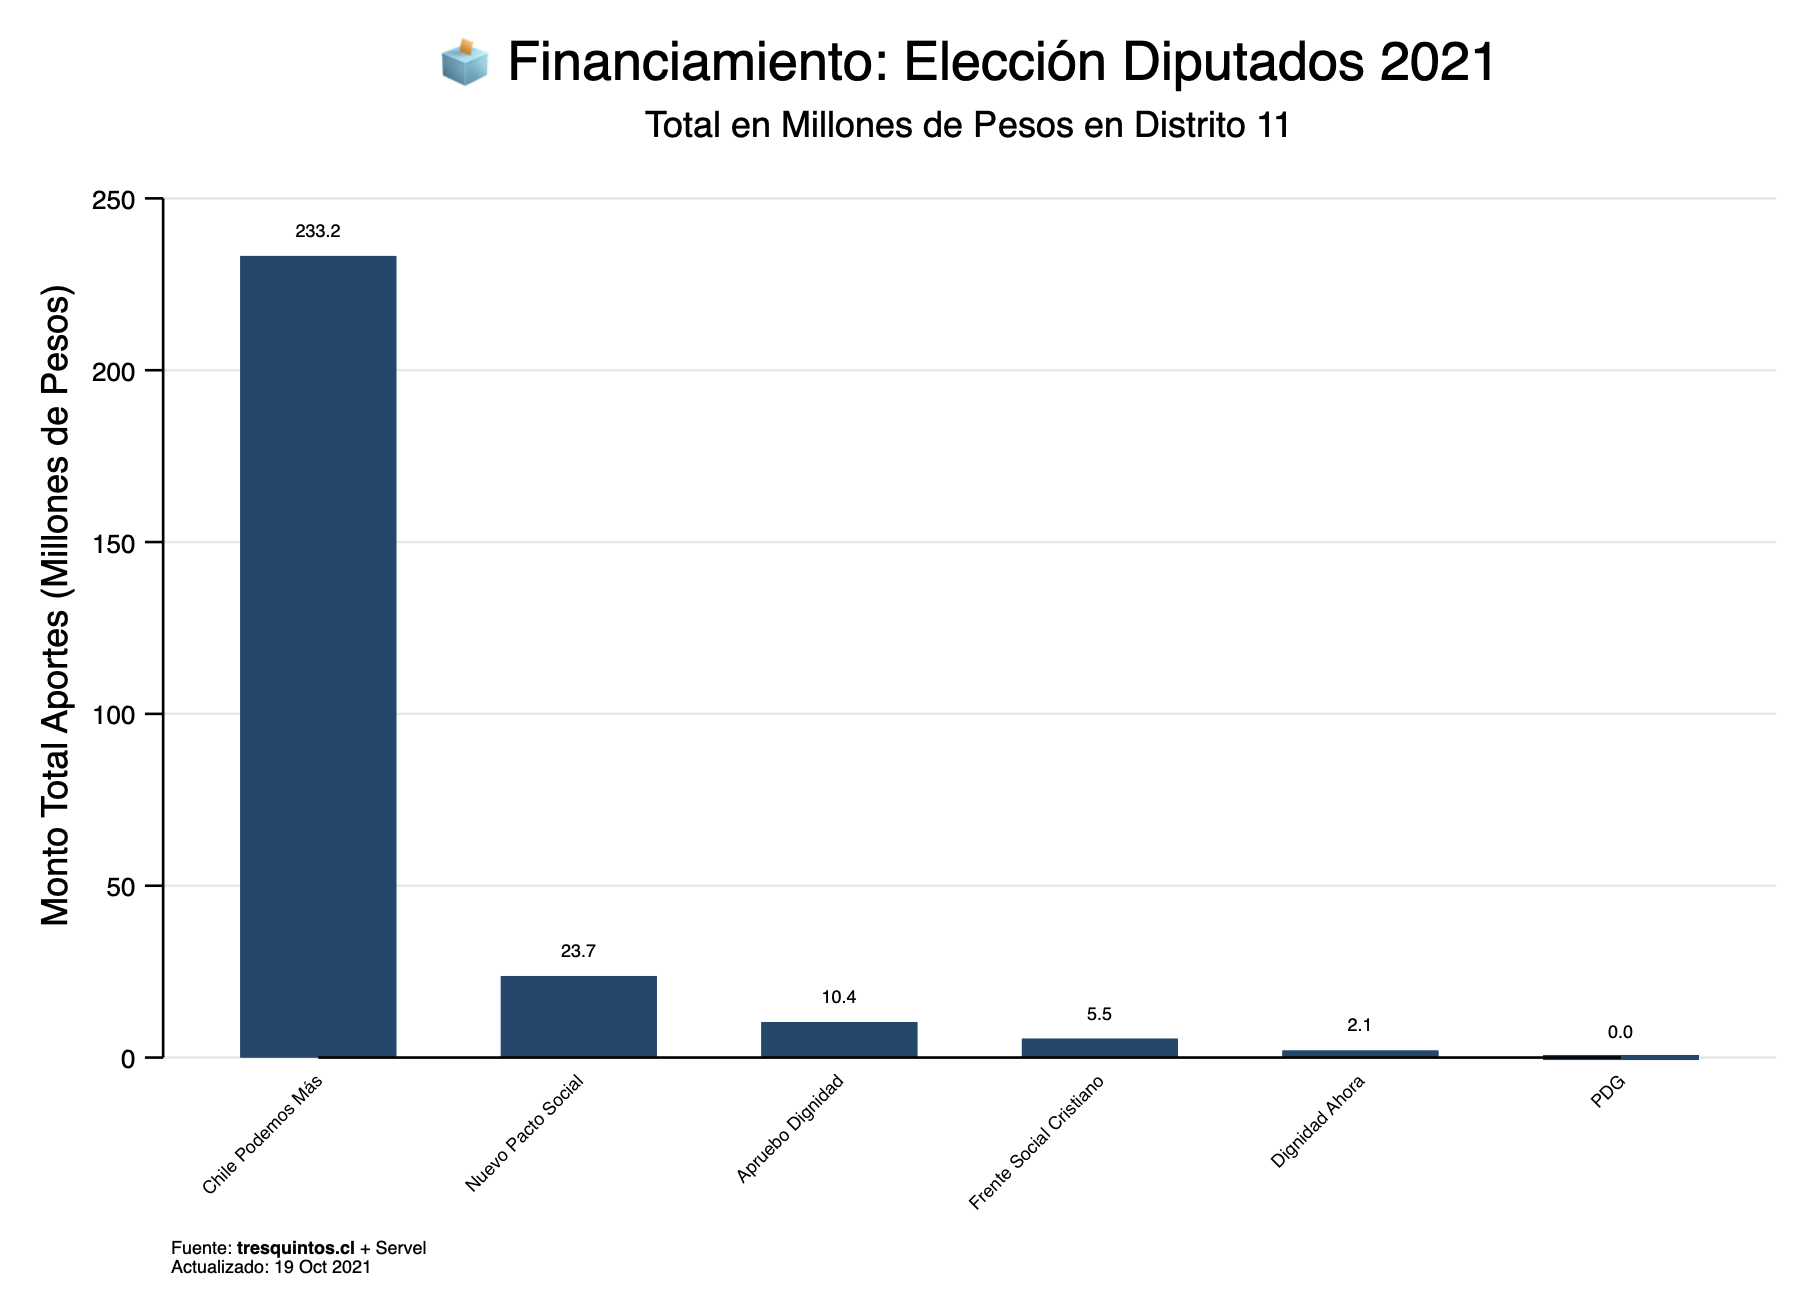 Financiamiento: Elección Diputados 2021
Total en Millones de Pesos en Distrito 11
Monto Total Aportes (Millones de Pesos)
250
200
150
100
50
0
233.2
23.7
10.4
5.5
2.1
0.0
Chile Podemos Más
Nuevo Pacto Social
Apruebo Dignidad
Frente Social Cristiano
Dignidad Ahora
PDG
Fuente: tresquintos.cl + Servel
Actualizado: 19 Oct 2021